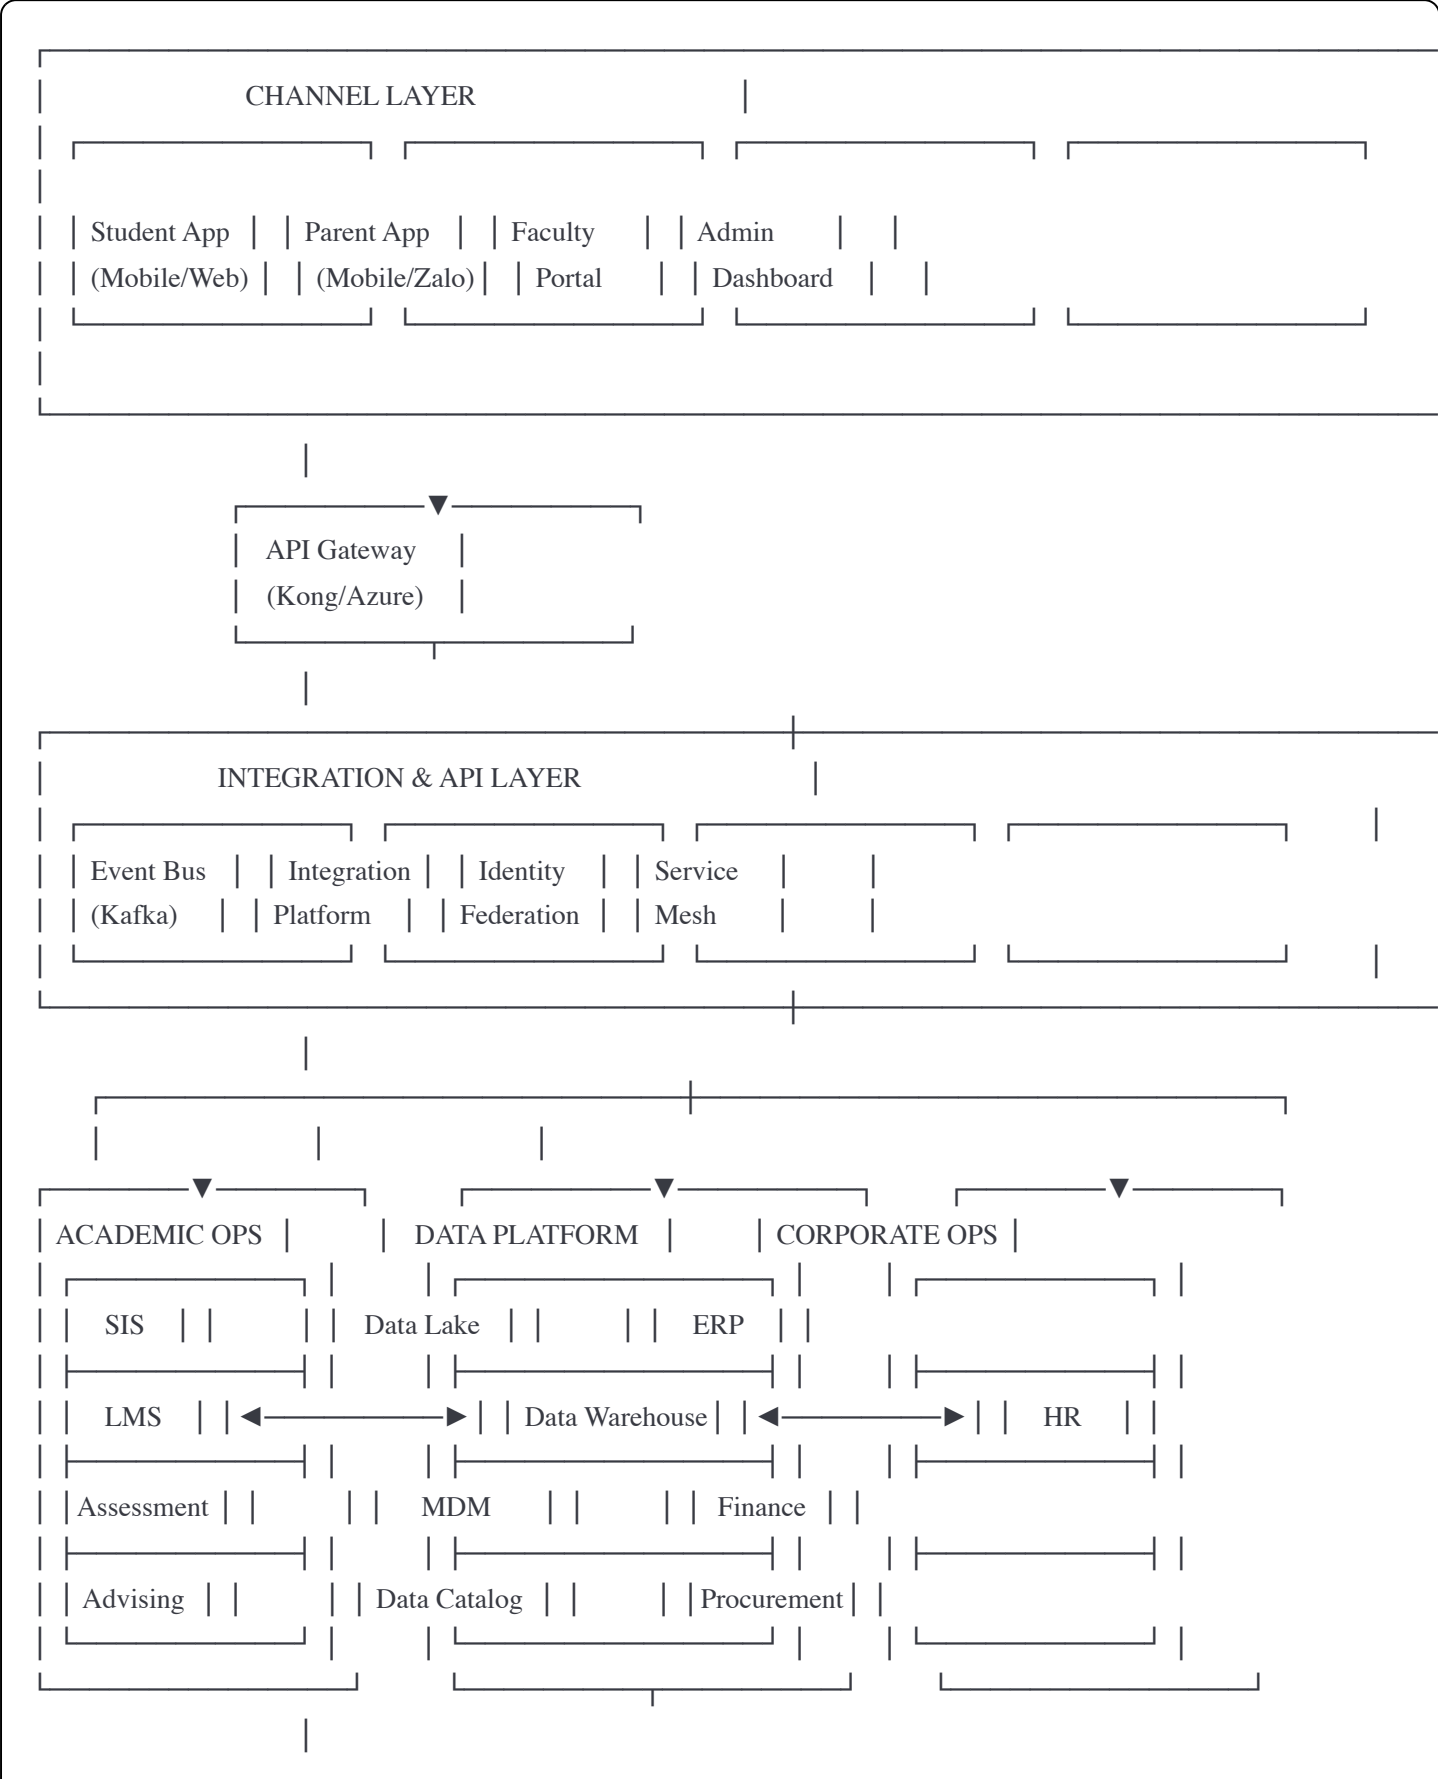 CHANNEL LAYER
Student App Parent App Faculty Admin
(Mobile/Web) (Mobile/Zalo) Portal Dashboard
API Gateway
(Kong/Azure)
INTEGRATION & API LAYER
Event Bus Integration Identity Service
(Kafka) Platform Federation Mesh
ACADEMIC OPS DATA PLATFORM CORPORATE OPS
SIS Data Lake ERP
LMS Data Warehouse HR
Assessment MDM Finance
Advising Data Catalog Procurement